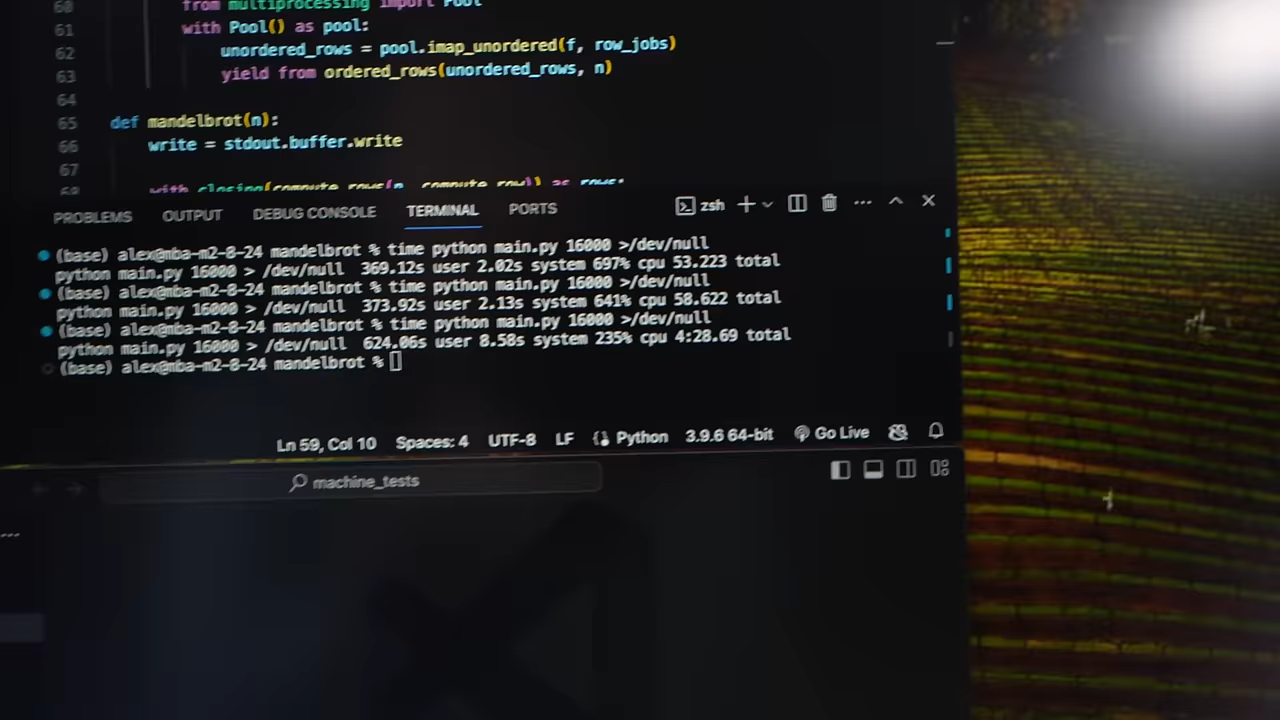 60 from multiprocessing import Pool
61 with Pool() as pool:
62 unordered_rows = pool.imap_unordered(f, row_jobs)
63 yield from ordered_rows(unordered_rows, n)
64
65 def mandelbrot(n):
66 write = stdout.buffer.write
67
68 with closing(compute_rows(n, compute_row)) as rows:
PROBLEMS OUTPUT DEBUG CONSOLE TERMINAL PORTS zsh
(base) alex@mba-m2-8-24 mandelbrot % time python main.py 16000 >/dev/null
python main.py 16000 > /dev/null 369.12s user 2.02s system 697% cpu 53.223 total
(base) alex@mba-m2-8-24 mandelbrot % time python main.py 16000 >/dev/null
python main.py 16000 > /dev/null 373.92s user 2.13s system 641% cpu 58.622 total
(base) alex@mba-m2-8-24 mandelbrot % time python main.py 16000 >/dev/null
python main.py 16000 > /dev/null 624.06s user 8.58s system 235% cpu 4:28.69 total
(base) alex@mba-m2-8-24 mandelbrot %
Ln 59, Col 10 Spaces: 4 UTF-8 LF Python 3.9.6 64-bit Go Live
machine_tests